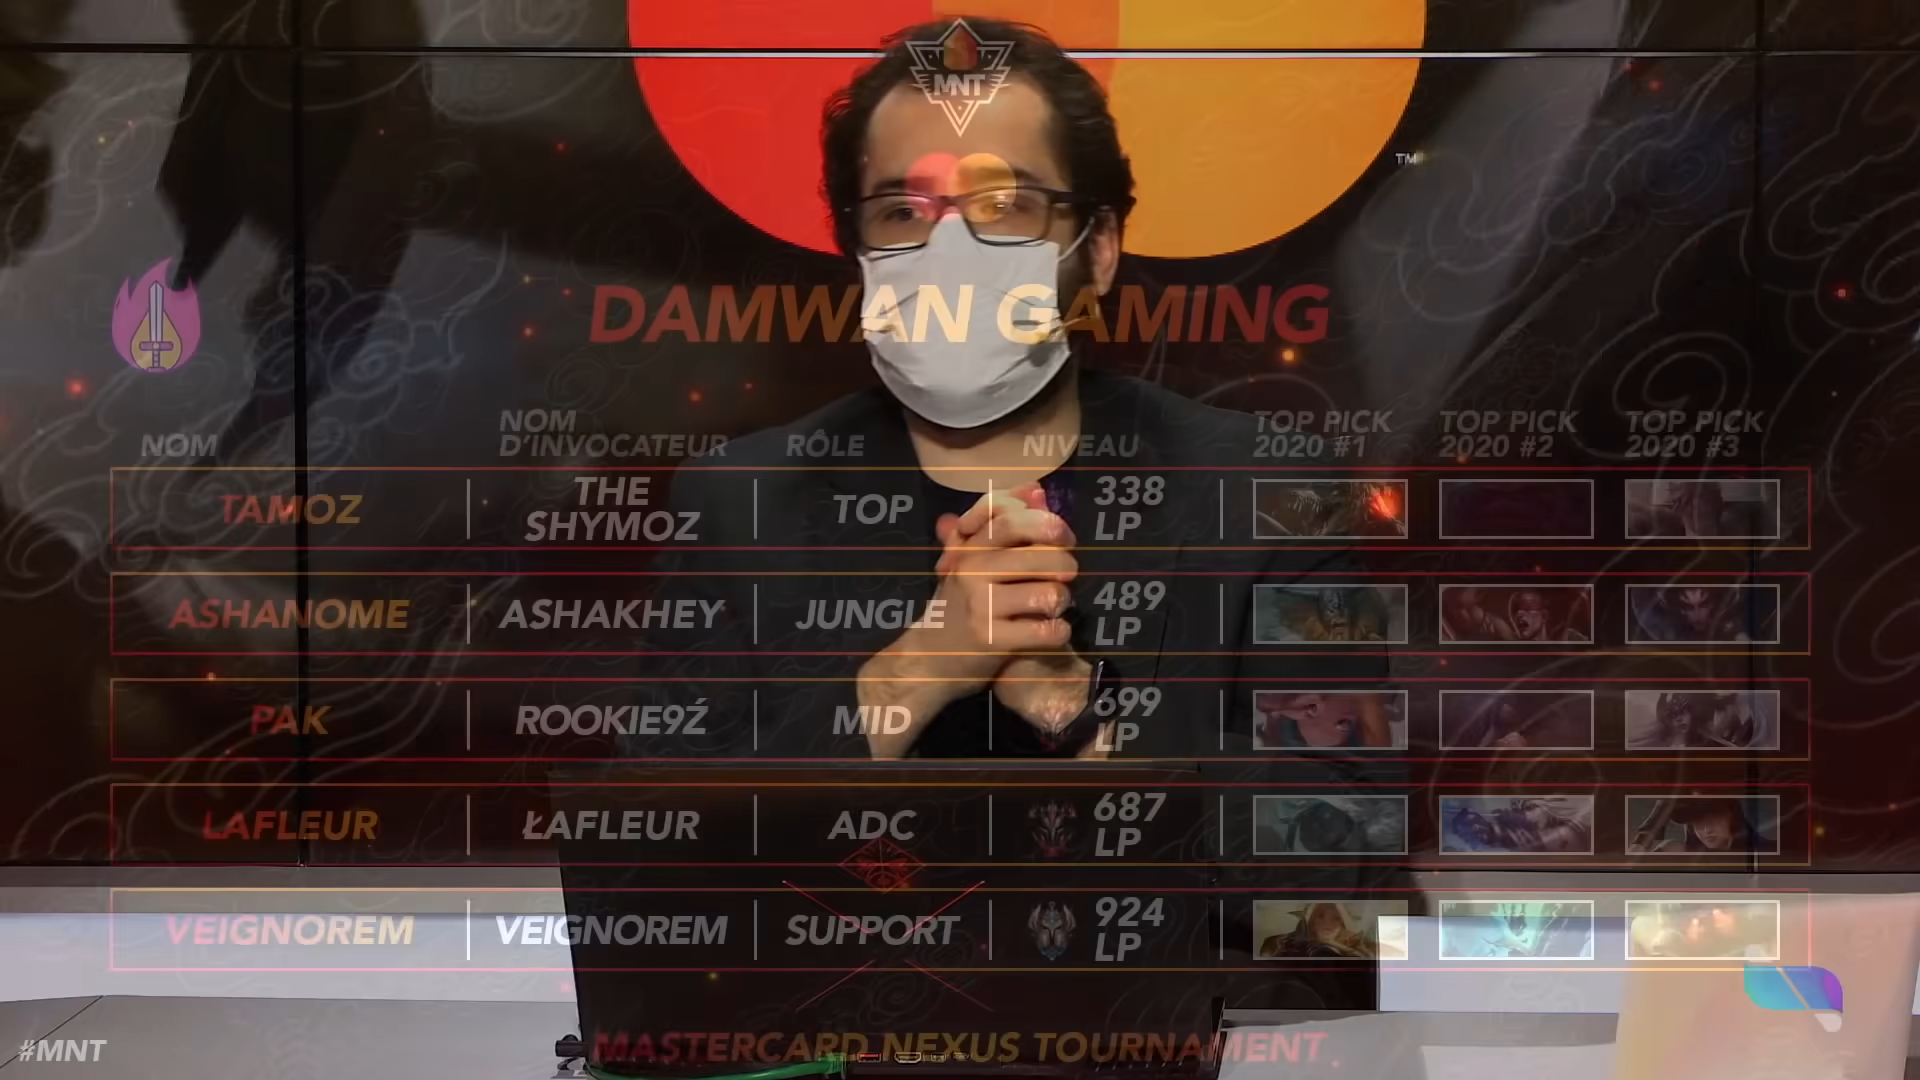 MNT
TM
DAMWAN GAMING
NOM
NOM
D'INVOCATEUR
RÔLE
NIVEAU
TOP PICK
2020 #1
TOP PICK
2020 #2
TOP PICK
2020 #3
TAMOZ
THE
SHYMOZ
TOP
338
LP
ASHANOME
ASHAKHEY
JUNGLE
489
LP
PAK
ROOKIE9Ź
MID
699
LP
LAFLEUR
ŁAFLEUR
ADC
687
LP
VEIGNOREM
VEIGNOREM
SUPPORT
924
LP
#MNT
MASTERCARD NEXUS TOURNAMENT.